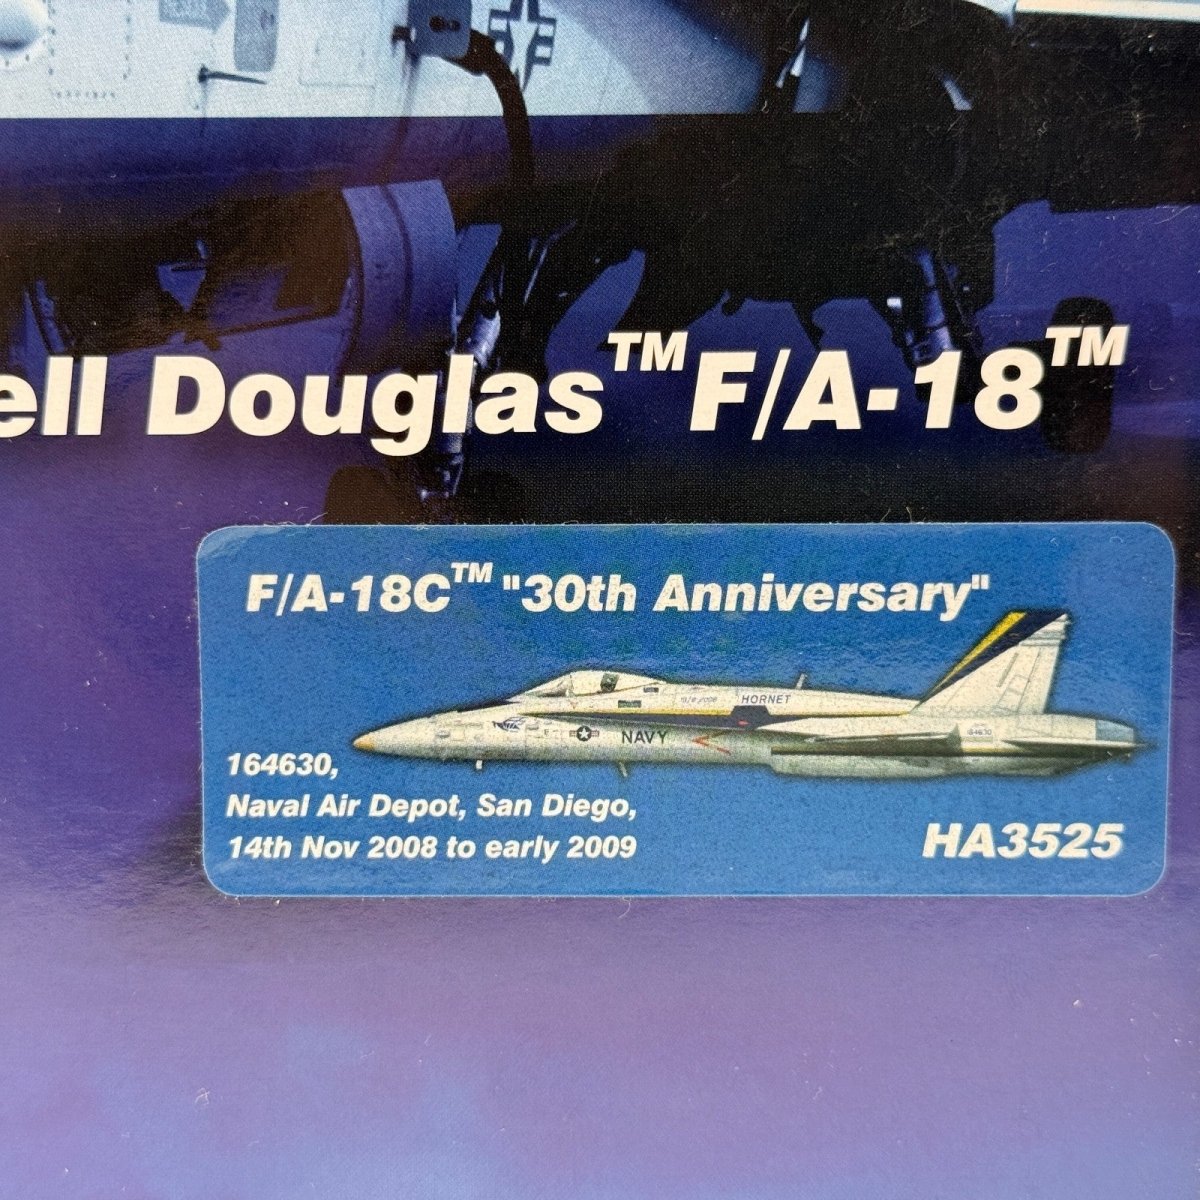 ell Douglas™ F/A-18™
F/A-18C™ "30th Anniversary"
HORNET
NAVY
164630
164630,
Naval Air Depot, San Diego,
14th Nov 2008 to early 2009
HA3525